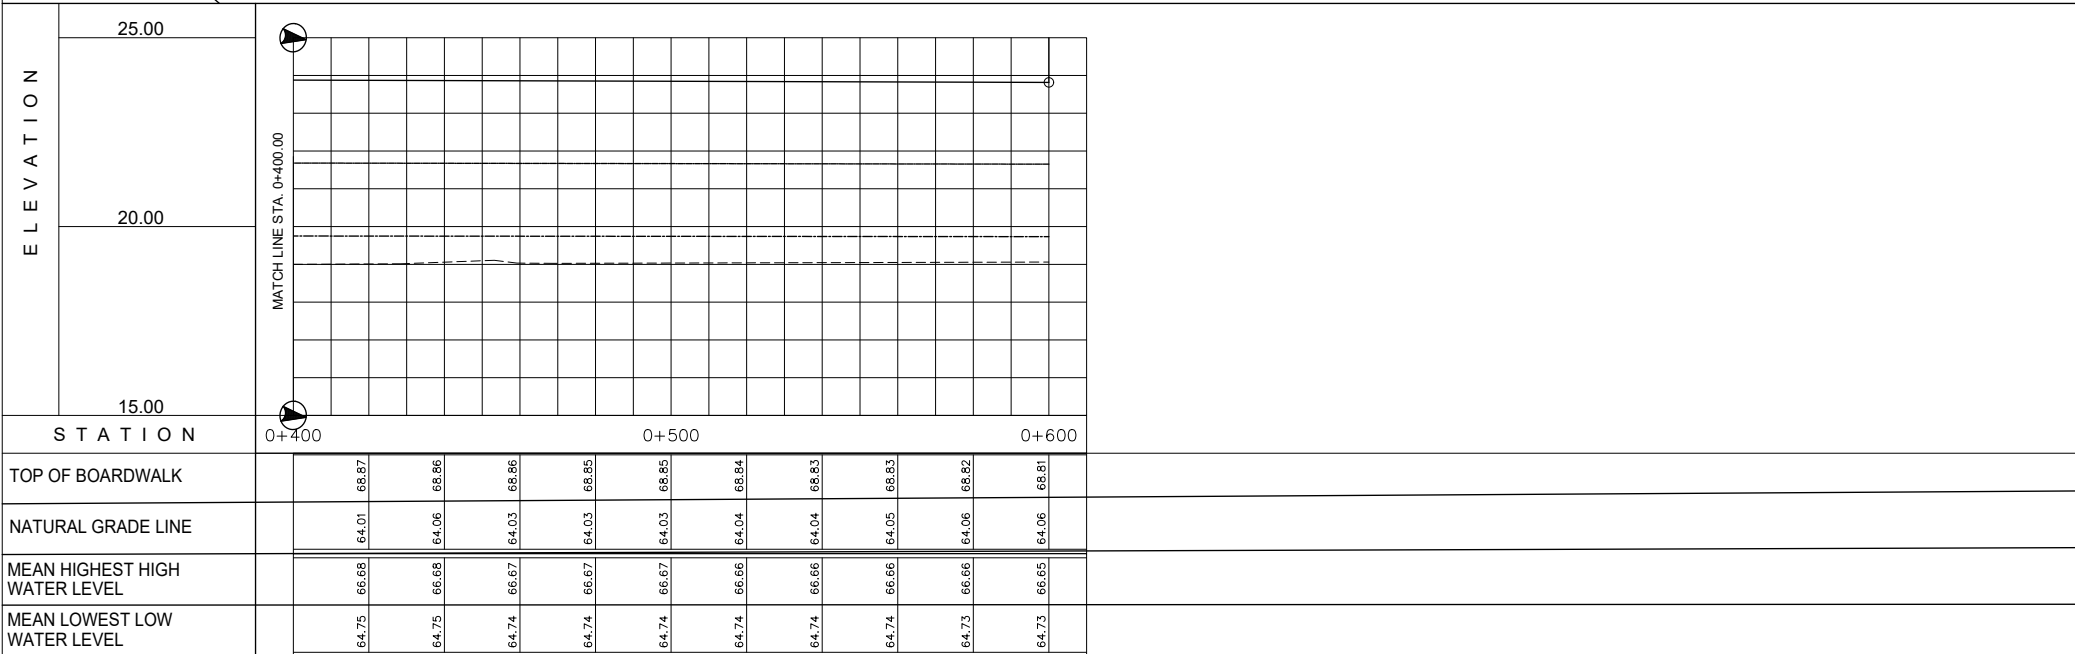 25.00
ELEVATION
20.00
15.00
MATCH LINE STA. 0+400.00
STATION
0+400 0+500 0+600
TOP OF BOARDWALK 68.87 68.86 68.86 68.85 68.85 68.84 68.83 68.83 68.82 68.81
NATURAL GRADE LINE 64.01 64.06 64.03 64.03 64.03 64.04 64.04 64.05 64.06 64.06
MEAN HIGHEST HIGH
WATER LEVEL 66.68 66.68 66.67 66.67 66.67 66.66 66.66 66.66 66.66 66.65
MEAN LOWEST LOW
WATER LEVEL 64.75 64.75 64.74 64.74 64.74 64.74 64.74 64.74 64.73 64.73